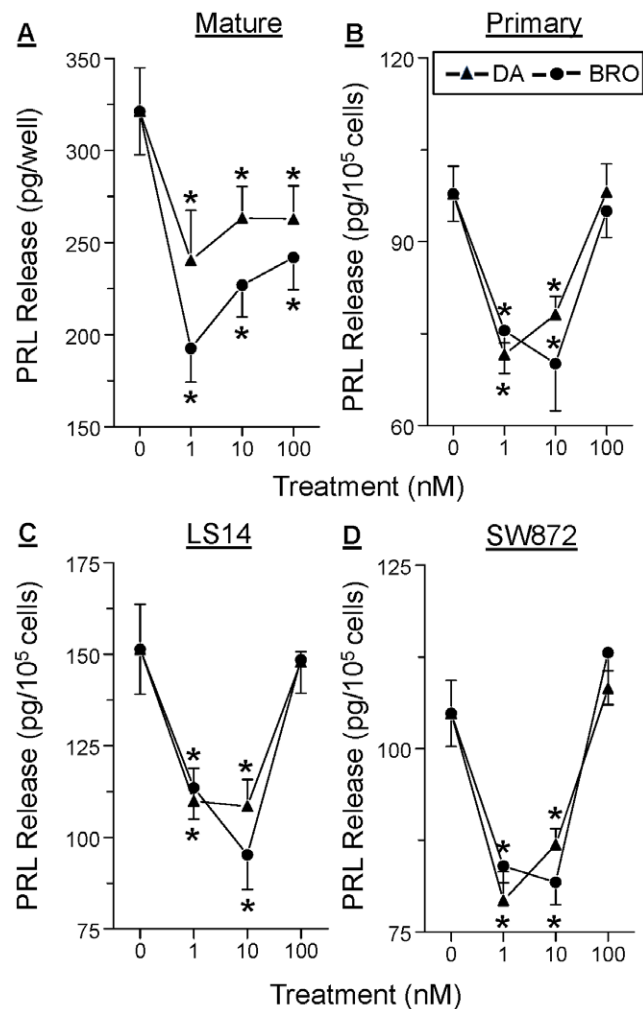 A Mature
PRL Release (pg/well)
350
300
250
200
150
* * *
* * *
0 1 10 100
B Primary
DA BRO
PRL Release (pg/10⁵ cells)
120
90
60
* *
* *
0 1 10 100
Treatment (nM)
C LS14
PRL Release (pg/10⁵ cells)
175
150
125
100
75
* *
* *
0 1 10 100
D SW872
PRL Release (pg/10⁵ cells)
125
100
75
* *
* *
0 1 10 100
Treatment (nM)